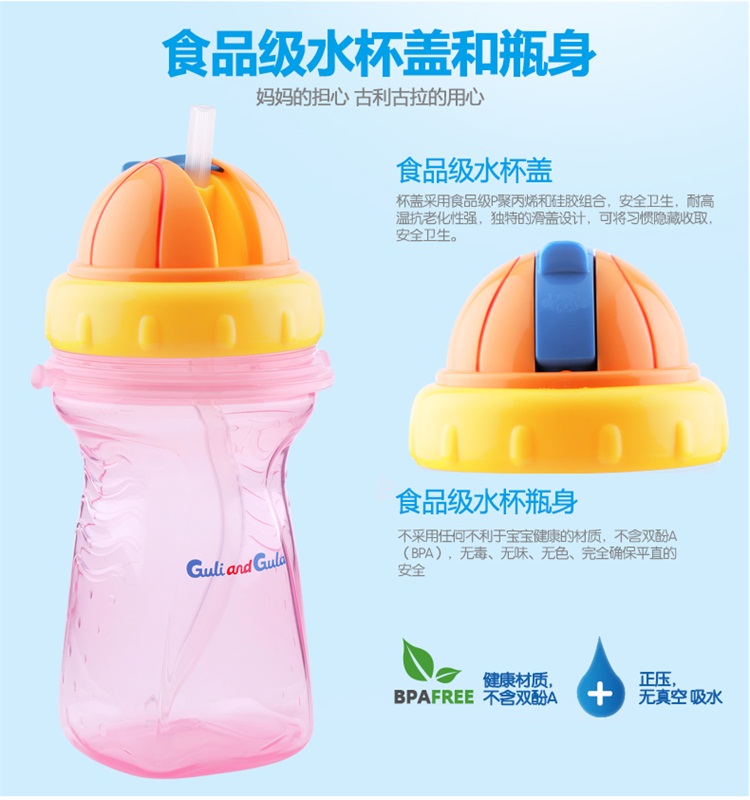 食品级水杯盖和瓶身
妈妈的担心 古利古拉的用心
食品级水杯盖
杯盖采用食品级P聚丙烯和硅胶组合，安全卫生，耐高
温抗老化性强，独特的滑盖设计，可将习惯隐藏收取，
安全卫生。
食品级水杯瓶身
不采用任何不利于宝宝健康的材质，不含双酚A
（BPA），无毒、无味、无色、完全确保平直的
安全
Guli and Gula
BPAFREE
健康材质，
不含双酚A
正压，
无真空 吸水